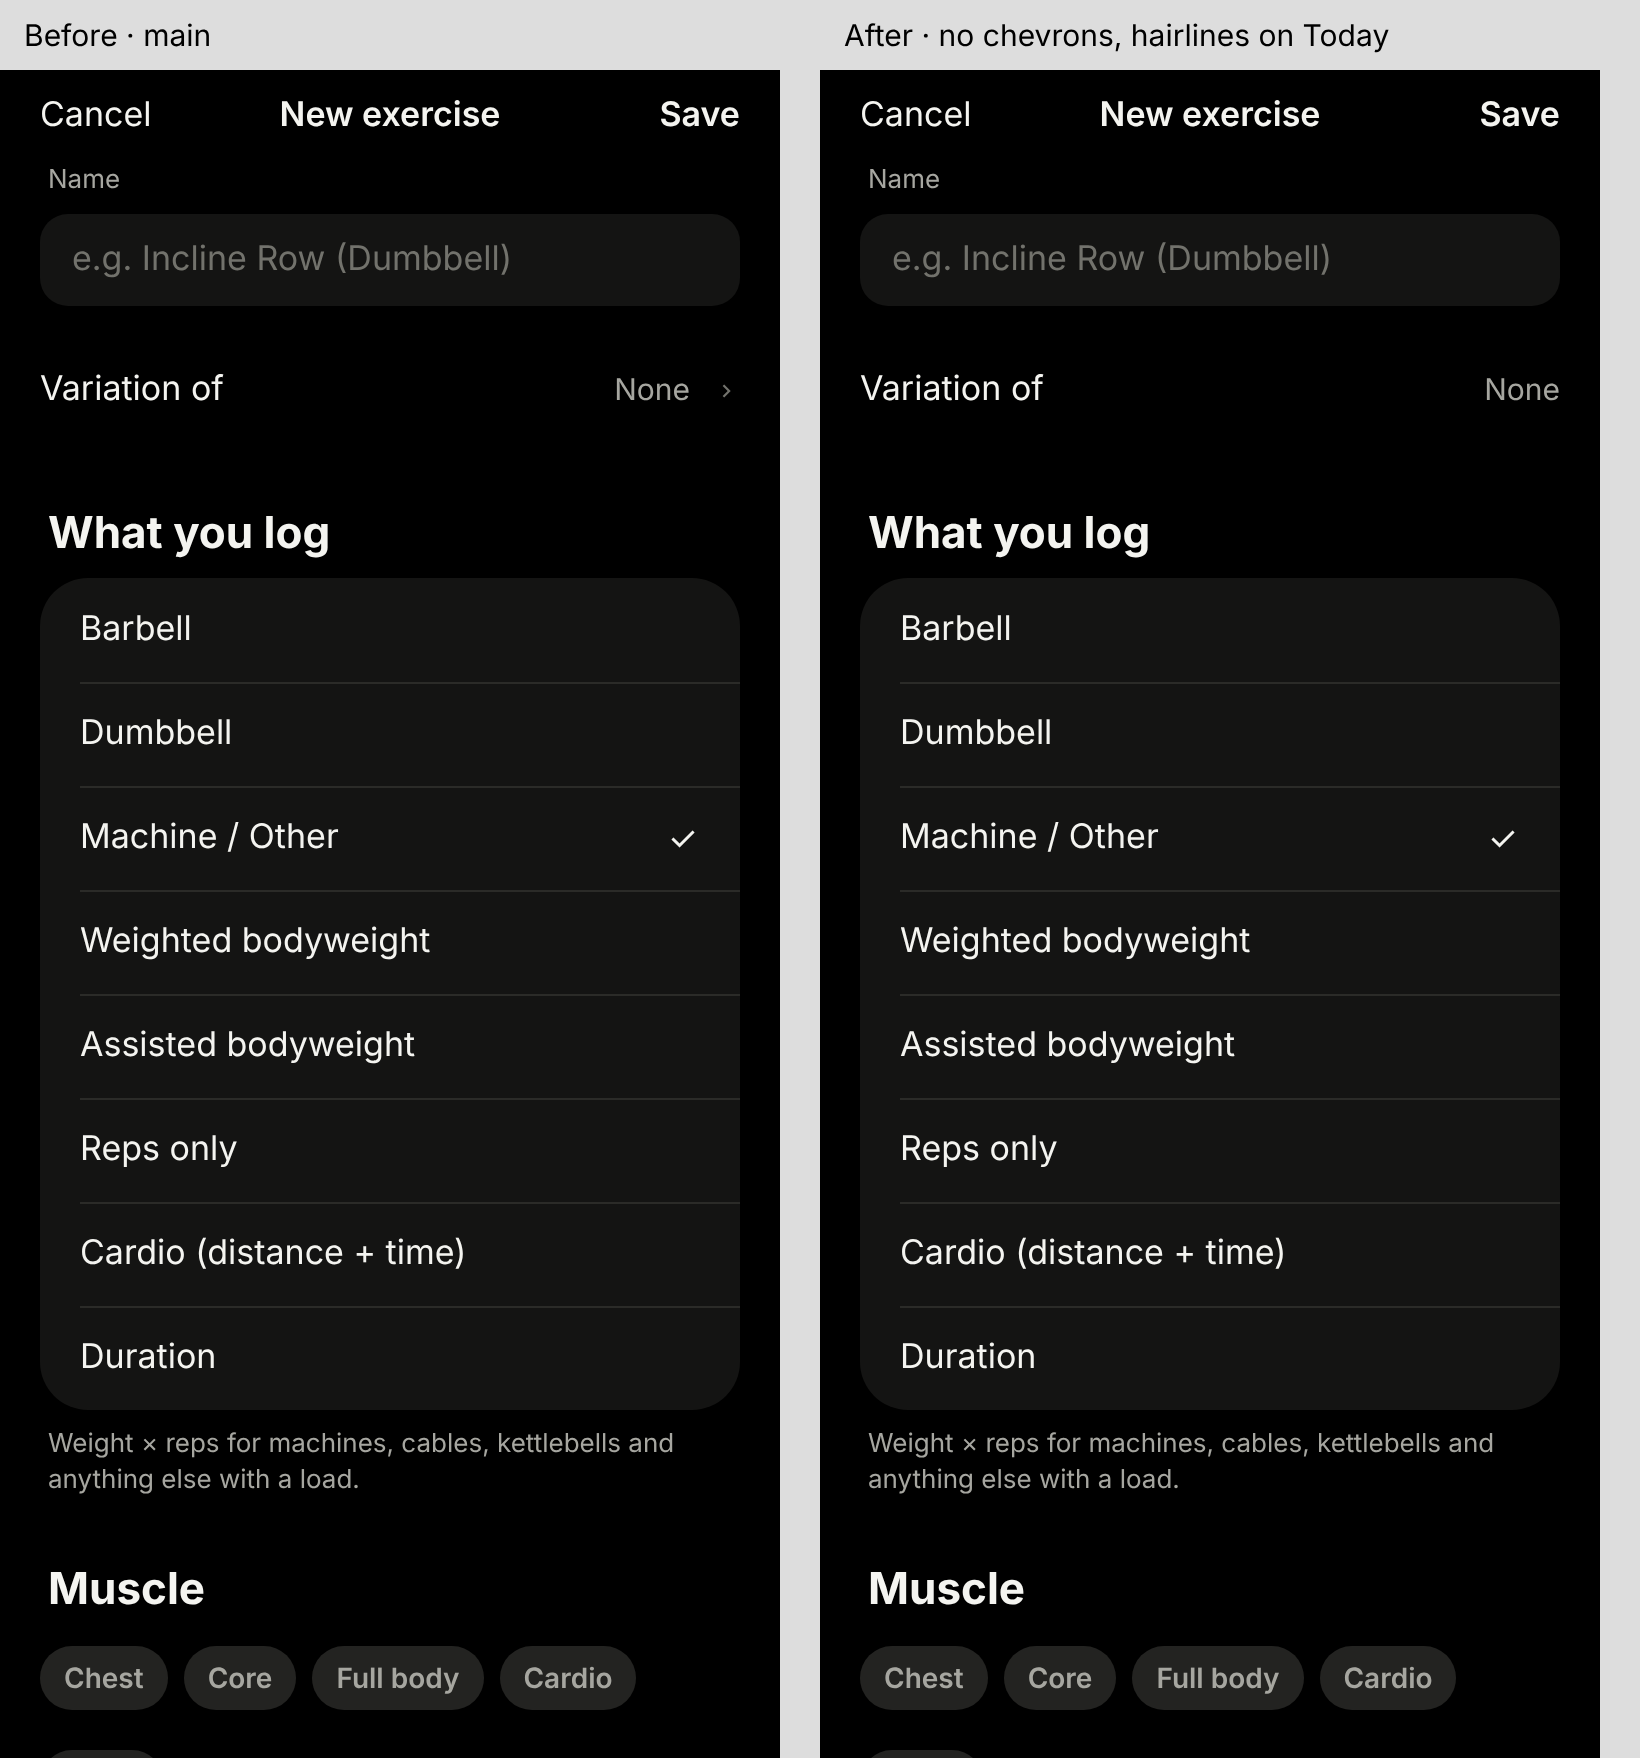 Before · main
Cancel New exercise Save
Name
e.g. Incline Row (Dumbbell)
Variation of None ›
What you log
Barbell
Dumbbell
Machine / Other
Weighted bodyweight
Assisted bodyweight
Reps only
Cardio (distance + time)
Duration
Weight × reps for machines, cables, kettlebells and
anything else with a load.
Muscle
Chest Core Full body Cardio
After · no chevrons, hairlines on Today
Cancel New exercise Save
Name
e.g. Incline Row (Dumbbell)
Variation of None
What you log
Barbell
Dumbbell
Machine / Other
Weighted bodyweight
Assisted bodyweight
Reps only
Cardio (distance + time)
Duration
Weight × reps for machines, cables, kettlebells and
anything else with a load.
Muscle
Chest Core Full body Cardio